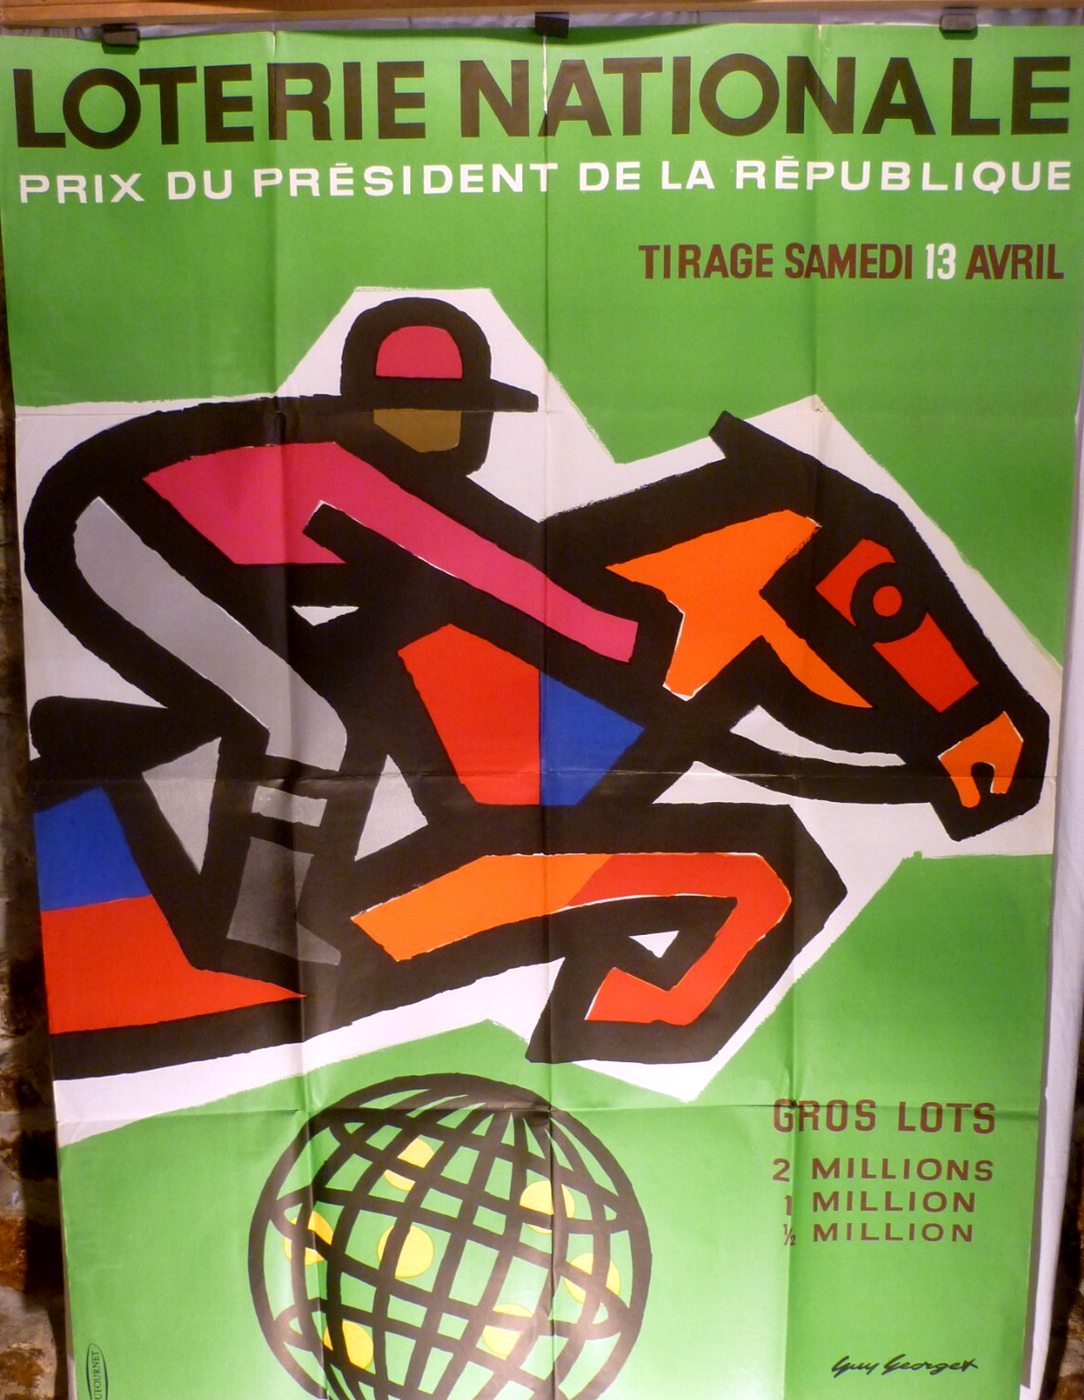 LOTERIE NATIONALE
PRIX DU PRÉSIDENT DE LA RÉPUBLIQUE
TIRAGE SAMEDI 13 AVRIL
GROS LOTS
2 MILLIONS
1 MILLION
½ MILLION
Guy Georget